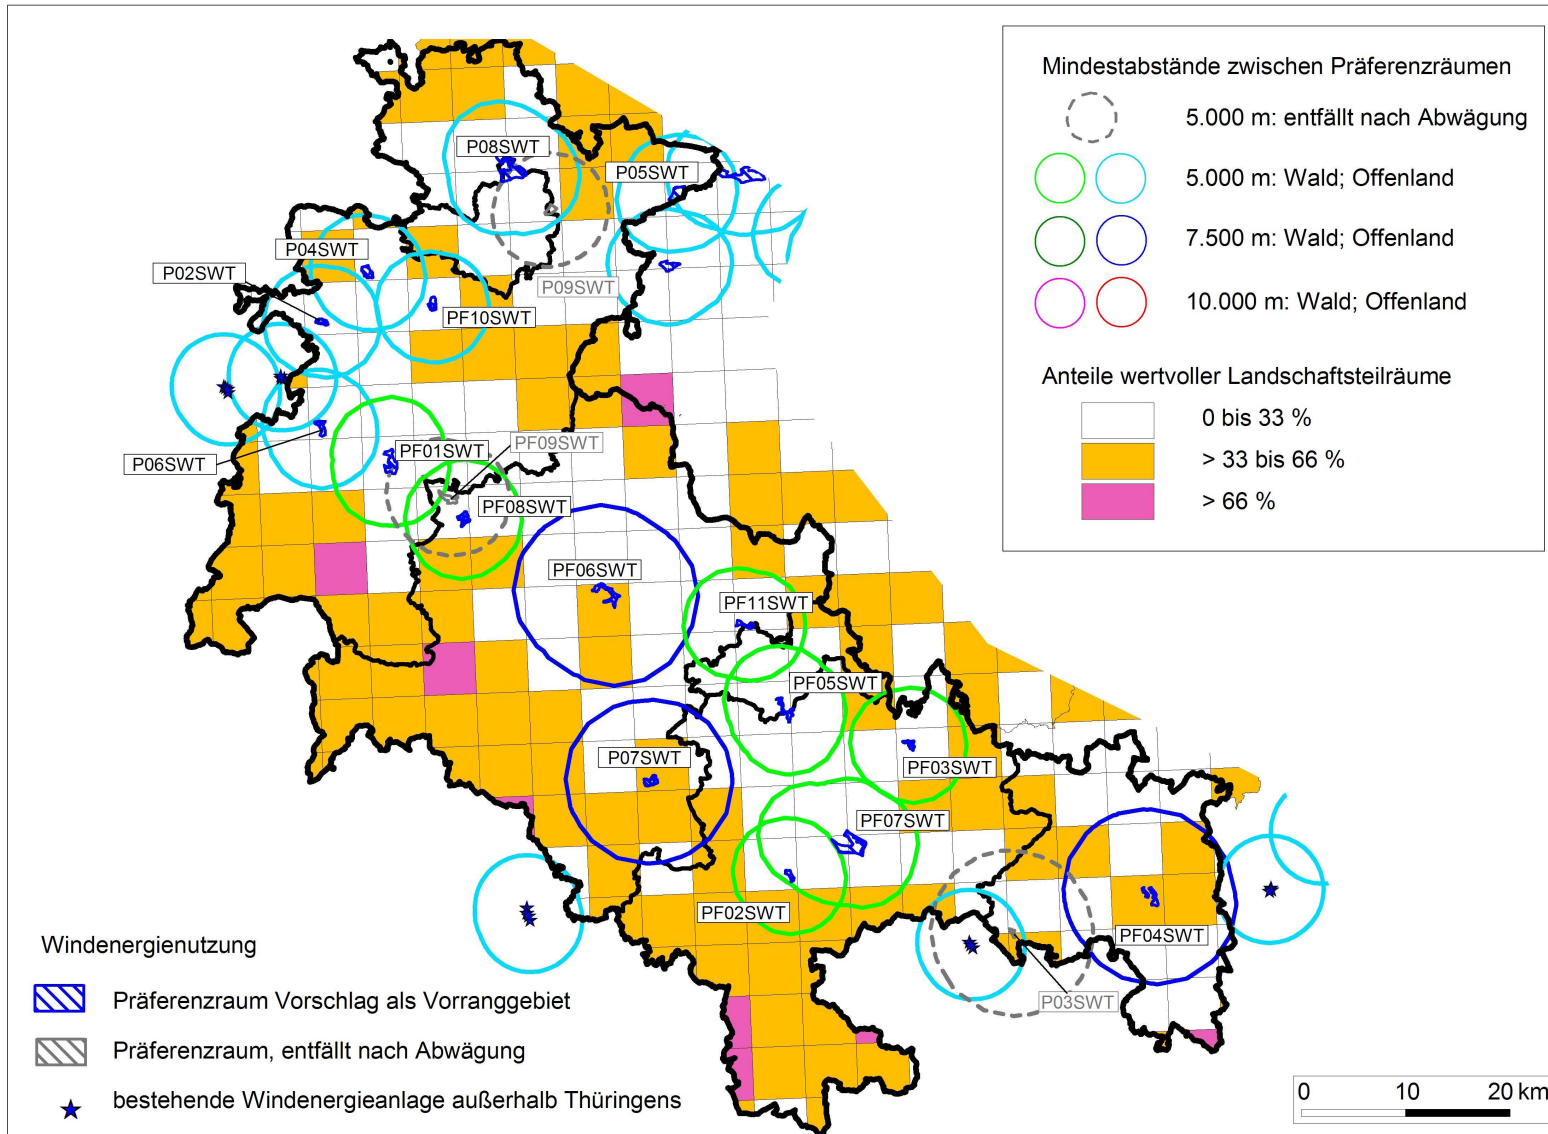 Mindestabstände zwischen Präferenzräumen
5.000 m: entfällt nach Abwägung
5.000 m: Wald; Offenland
7.500 m: Wald; Offenland
10.000 m: Wald; Offenland
Anteile wertvoller Landschaftsteilräume
0 bis 33 %
> 33 bis 66 %
> 66 %
P08SWT
P05SWT
P04SWT
P02SWT
P09SWT
PF10SWT
PF01SWT
PF09SWT
P06SWT
PF08SWT
PF06SWT
PF11SWT
PF05SWT
P07SWT
PF03SWT
PF07SWT
PF02SWT
PF04SWT
P03SWT
Windenergienutzung
Präferenzraum Vorschlag als Vorranggebiet
Präferenzraum, entfällt nach Abwägung
bestehende Windenergieanlage außerhalb Thüringens
0 10 20 km